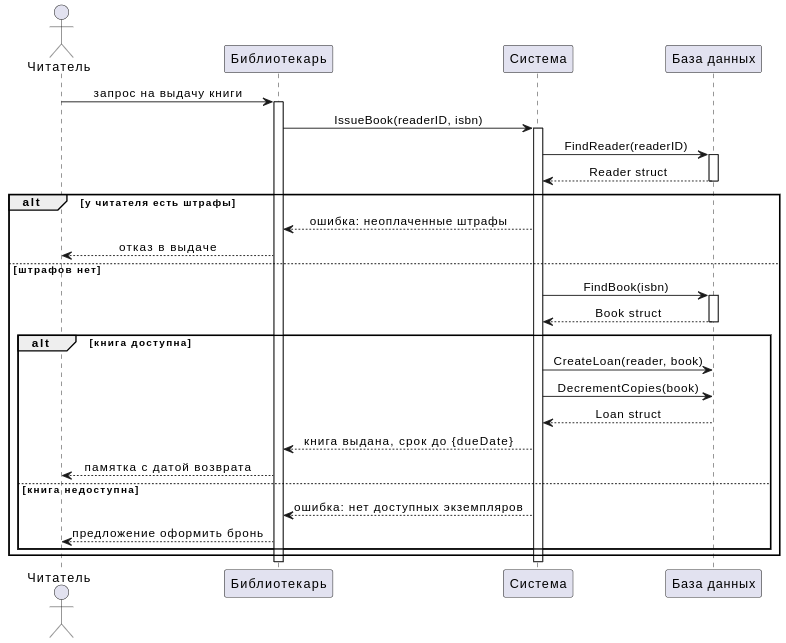 Читатель
Библиотекарь
Система
База данных
запрос на выдачу книги
IssueBook(readerID, isbn)
FindReader(readerID)
Reader struct
alt
[у читателя есть штрафы]
ошибка: неоплаченные штрафы
отказ в выдаче
[штрафов нет]
FindBook(isbn)
Book struct
alt
[книга доступна]
CreateLoan(reader, book)
DecrementCopies(book)
Loan struct
книга выдана, срок до {dueDate}
памятка с датой возврата
[книга недоступна]
ошибка: нет доступных экземпляров
предложение оформить бронь
Читатель
Библиотекарь
Система
База данных